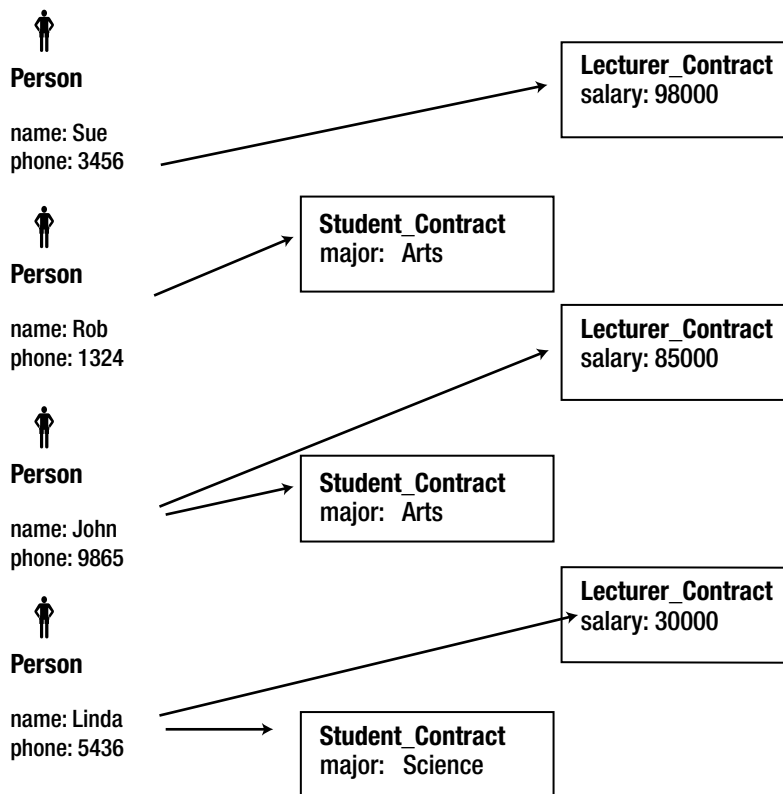 Person
name: Sue
phone: 3456
Lecturer_Contract
salary: 98000
Person
name: Rob
phone: 1324
Student_Contract
major: Arts
Lecturer_Contract
salary: 85000
Person
name: John
phone: 9865
Student_Contract
major: Arts
Lecturer_Contract
salary: 30000
Person
name: Linda
phone: 5436
Student_Contract
major: Science